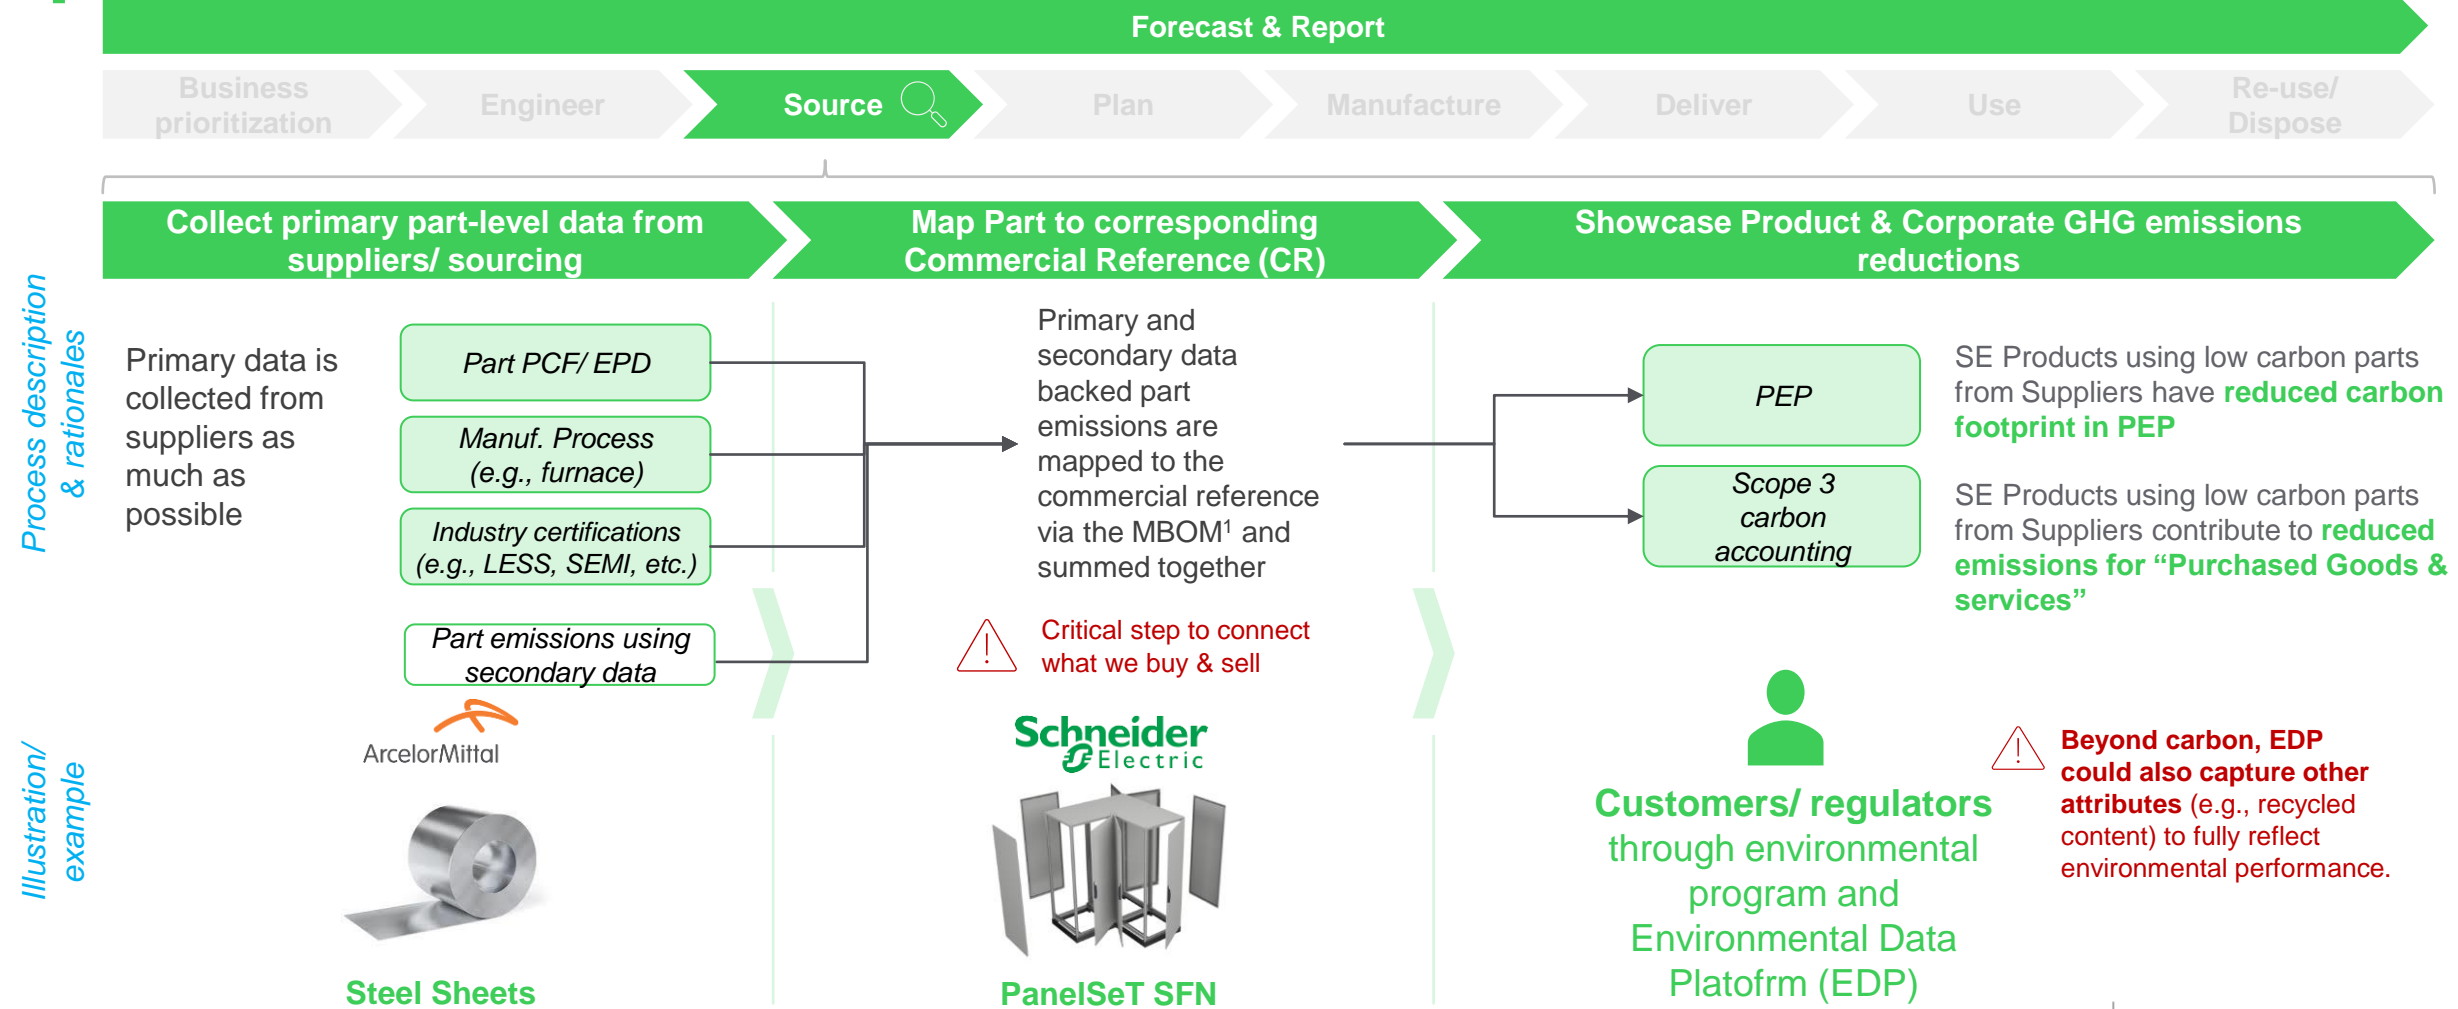 Forecast & Report
Business
prioritization
Engineer
Source
Plan
Manufacture
Deliver
Use
Re-use/
Dispose
Collect primary part-level data from
suppliers/ sourcing
Map Part to corresponding
Commercial Reference (CR)
Showcase Product & Corporate GHG emissions
reductions
Process description
& rationales
Primary data is
collected from
suppliers as
much as
possible
Part PCF/ EPD
Manuf. Process
(e.g., furnace)
Industry certifications
(e.g., LESS, SEMI, etc.)
Part emissions using
secondary data
Primary and
secondary data
backed part
emissions are
mapped to the
commercial reference
via the MBOM¹ and
summed together
Critical step to connect
what we buy & sell
PEP
Scope 3
carbon
accounting
SE Products using low carbon parts
from Suppliers have reduced carbon
footprint in PEP
SE Products using low carbon parts
from Suppliers contribute to reduced
emissions for “Purchased Goods &
services”
Illustration/
example
ArcelorMittal
Steel Sheets
Schneider
Electric
PanelSeT SFN
Customers/ regulators
through environmental
program and
Environmental Data
Platofrm (EDP)
Beyond carbon, EDP
could also capture other
attributes (e.g., recycled
content) to fully reflect
environmental performance.